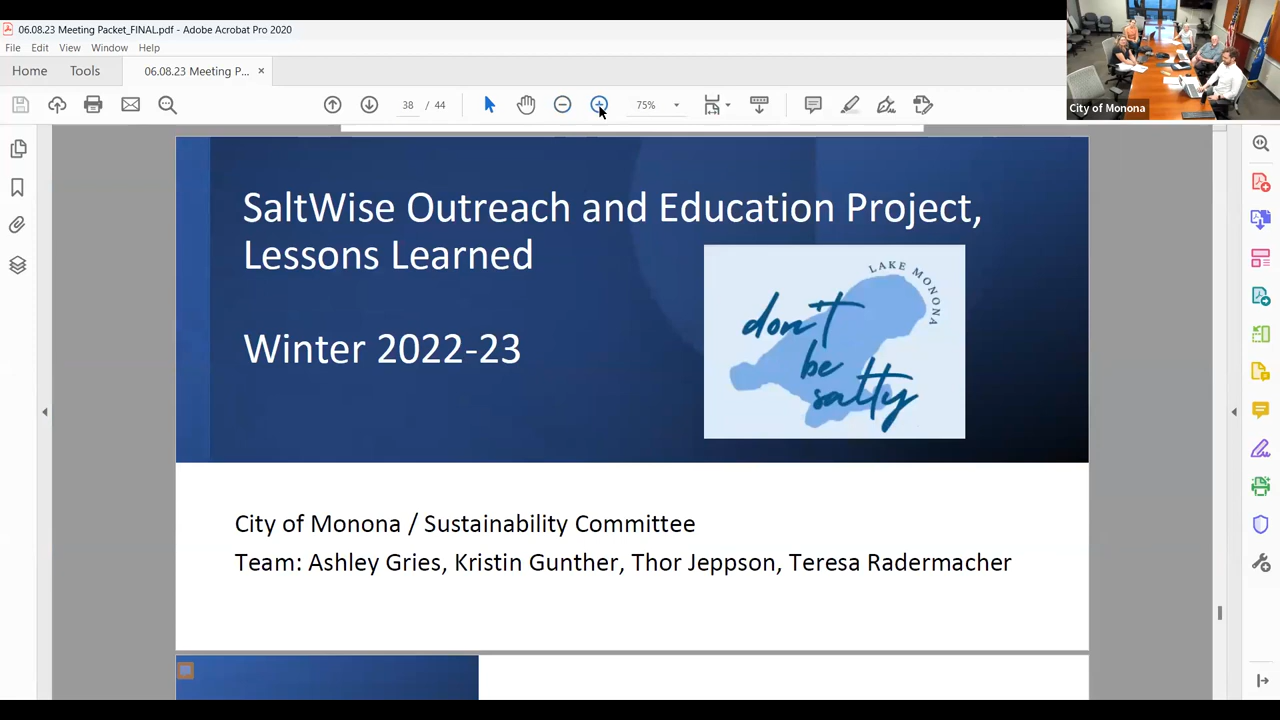 06.08.23 Meeting Packet_FINAL.pdf - Adobe Acrobat Pro 2020
File Edit View Window Help
Home Tools 06.08.23 Meeting P... ×
38 / 44 75%
City of Monona
SaltWise Outreach and Education Project,
Lessons Learned
Winter 2022-23
LAKE MONONA
don't
be
salty
City of Monona / Sustainability Committee
Team: Ashley Gries, Kristin Gunther, Thor Jeppson, Teresa Radermacher